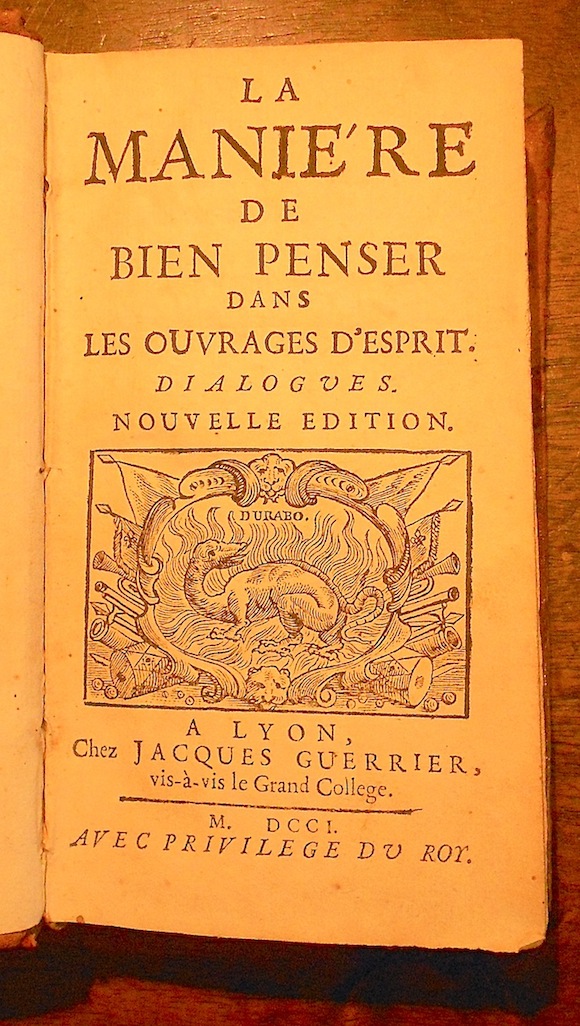 LA
MANIE'RE
DE
BIEN PENSER
DANS
LES OUVRAGES D'ESPRIT.
DIALOGVES.
NOUVELLE EDITION.
DURABO.
A LYON,
Chez JACQUES GUERRIER,
vis-à-vis le Grand College.
M. DCCI.
AVEC PRIVILEGE DU ROY.